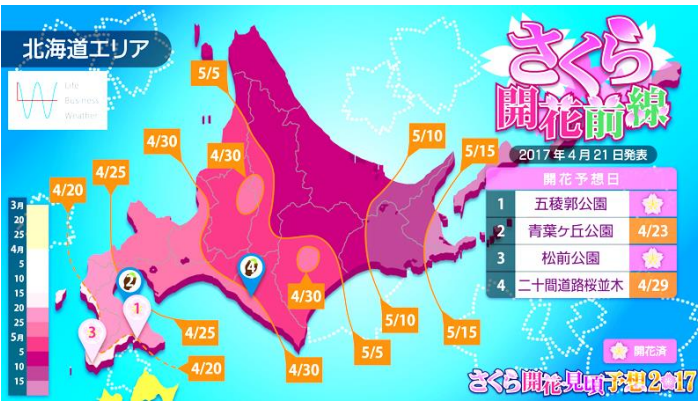 北海道エリア
Life
Business
Weather
さくら
開花前線
2017年4月21日発表
開花予想日
1 五稜郭公園
2 青葉ヶ丘公園 4/23
3 松前公園
4 二十間道路桜並木 4/29
開花済
さくら開花・見頃予想2017
5/5
4/30
4/30
5/10
5/15
4/25
4/20
3月
20
25
4月
5
10
15
20
25
5月
5
10
15
4
2
1
3
4/30
4/25
4/20
4/30
5/5
5/10
5/15